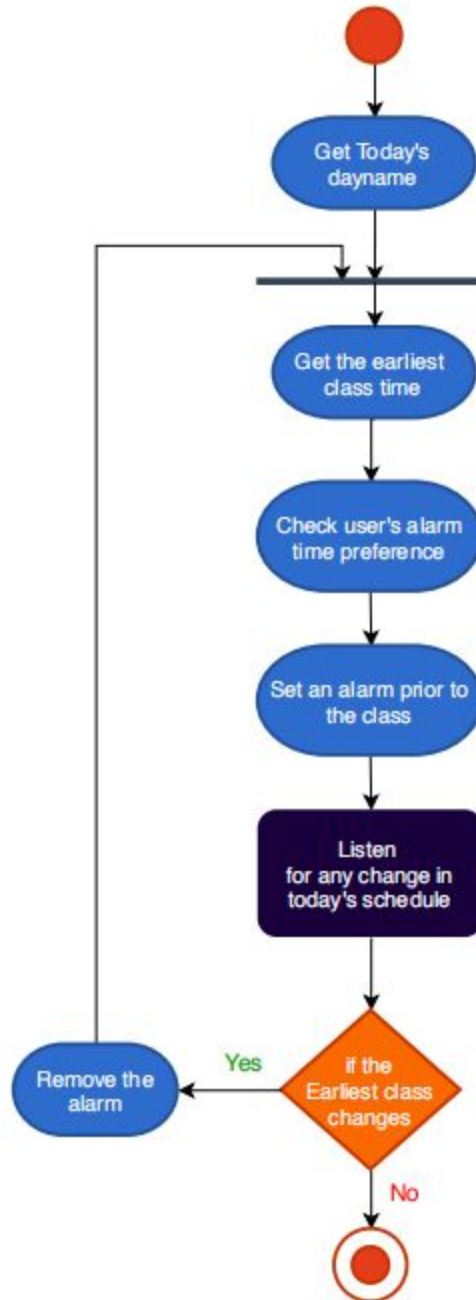 Get Today's
dayname
Get the earliest
class time
Check user's alarm
time preference
Set an alarm prior to
the class
Listen
for any change in
today's schedule
if the
Earliest class
changes
Yes
Remove the
alarm
No